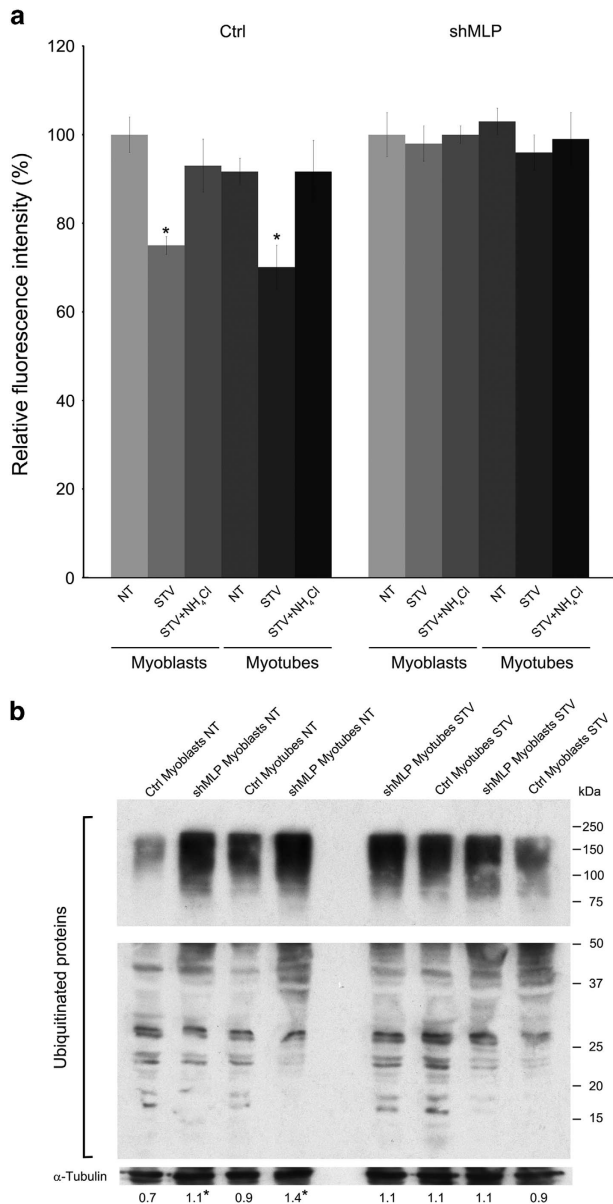 a
Ctrl
shMLP
Relative fluorescence intensity (%)
120
100
80
60
40
20
0
*
*
NT
STV
STV+NH₄Cl
NT
STV
STV+NH₄Cl
NT
STV
STV+NH₄Cl
NT
STV
STV+NH₄Cl
Myoblasts
Myotubes
Myoblasts
Myotubes
b
Ctrl Myoblasts NT
shMLP Myoblasts NT
Ctrl Myotubes NT
shMLP Myotubes NT
shMLP Myotubes STV
Ctrl Myotubes STV
shMLP Myoblasts STV
Ctrl Myoblasts STV
kDa
250
150
100
75
50
37
25
20
15
Ubiquitinated proteins
α-Tubulin
0.7 1.1* 0.9 1.4* 1.1 1.1 1.1 0.9